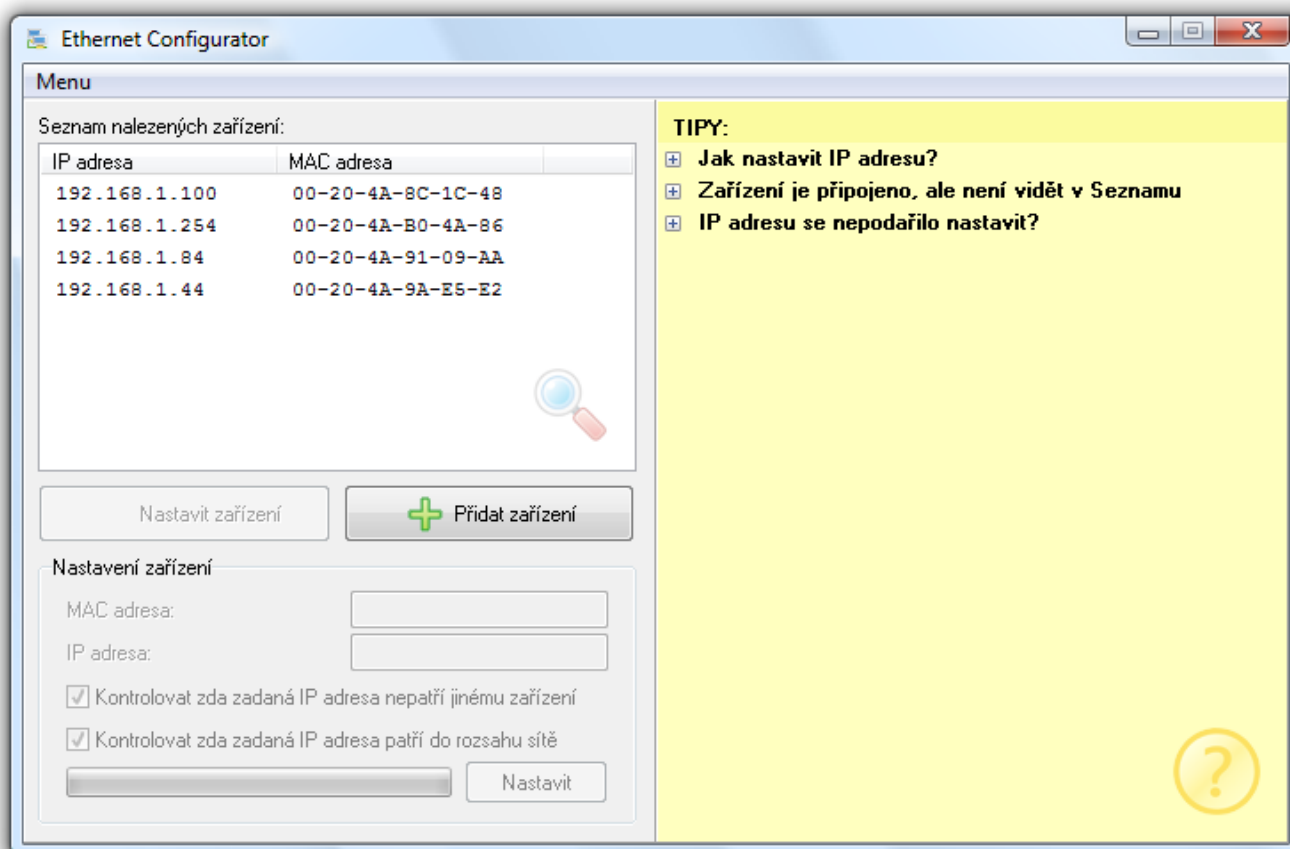 Ethernet Configurator
Menu
Seznam nalezených zařízení:
IP adresa MAC adresa
192.168.1.100 00-20-4A-8C-1C-48
192.168.1.254 00-20-4A-B0-4A-86
192.168.1.84 00-20-4A-91-09-AA
192.168.1.44 00-20-4A-9A-E5-E2
Nastavit zařízení
Přidat zařízení
Nastavení zařízení
MAC adresa:
IP adresa:
Kontrolovat zda zadaná IP adresa nepatří jinému zařízení
Kontrolovat zda zadaná IP adresa patří do rozsahu sítě
Nastavit
TIPY:
Jak nastavit IP adresu?
Zařízení je připojeno, ale není vidět v Seznamu
IP adresu se nepodařilo nastavit?